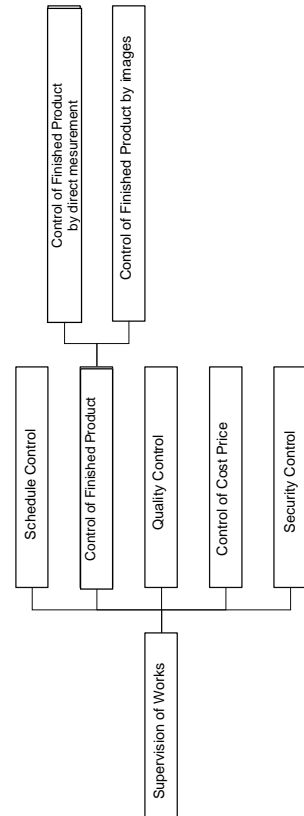 Supervision of Works
Schedule Control
Control of Finished Product
Quality Control
Control of Cost Price
Security Control
Control of Finished Product
by direct mesurement
Control of Finished Product by images